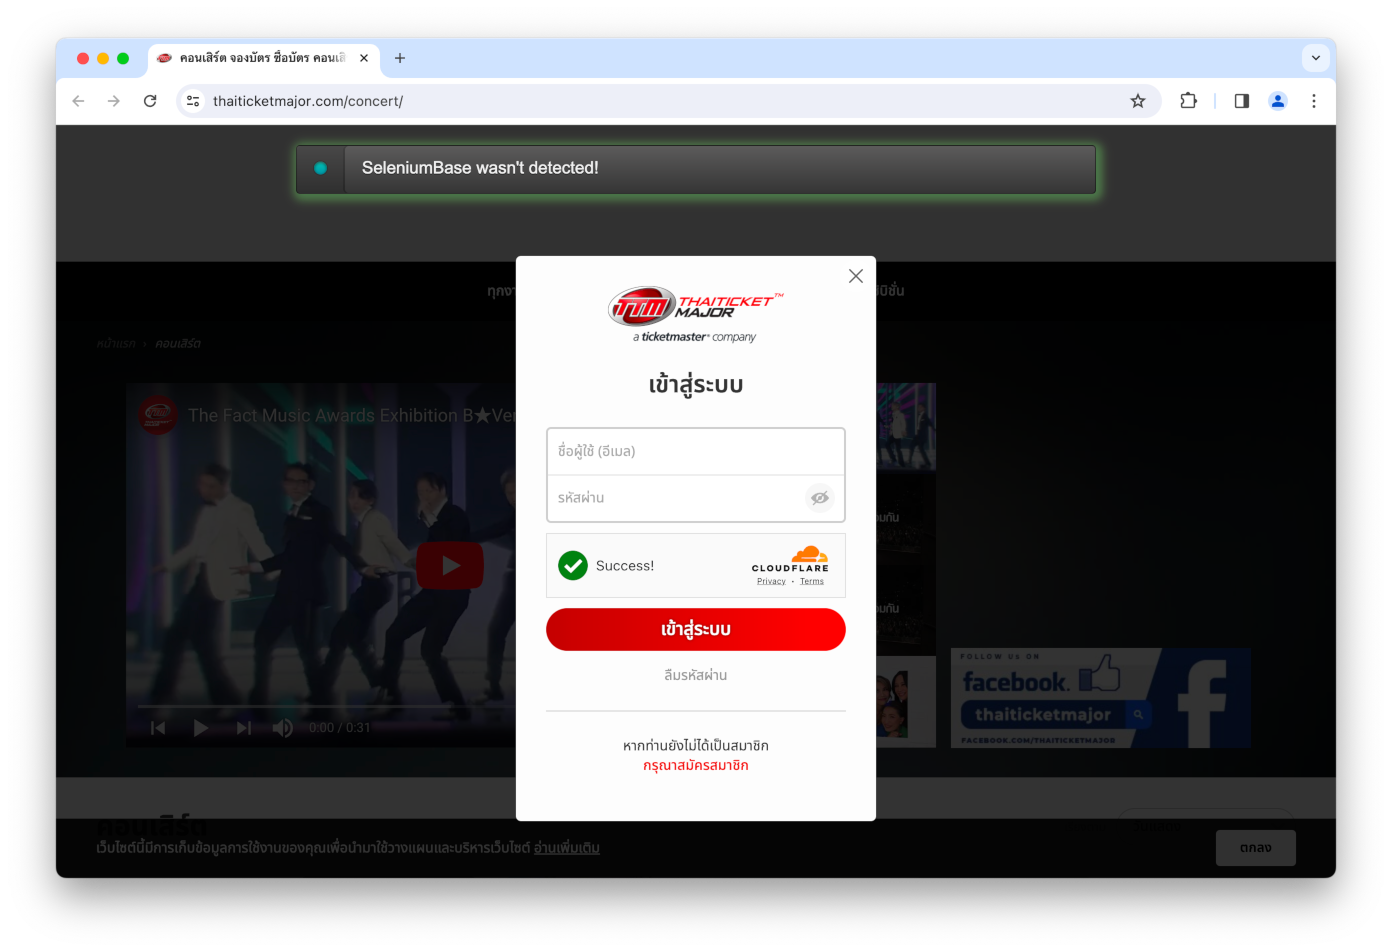 คอนเสิร์ต จองบัตร ซื้อบัตร คอนเสิ
thaiticketmajor.com/concert/
SeleniumBase wasn't detected!
TTM THAITICKET MAJOR™
a ticketmaster company
เข้าสู่ระบบ
ชื่อผู้ใช้ (อีเมล)
รหัสผ่าน
Success!
CLOUDFLARE
Privacy · Terms
เข้าสู่ระบบ
ลืมรหัสผ่าน
หากท่านยังไม่ได้เป็นสมาชิก
กรุณาสมัครสมาชิก
หน้าแรก › คอนเสิร์ต
The Fact Music Awards Exhibition B★Ver
0:00 / 0:31
FOLLOW US ON
facebook.
thaiticketmajor
FACEBOOK.COM/THAITICKETMAJOR
คอนเสิร์ต
เว็บไซต์นี้มีการเก็บข้อมูลการใช้งานของคุณเพื่อนำมาใช้วางแผนและบริหารเว็บไซต์ อ่านเพิ่มเติม
ตกลง